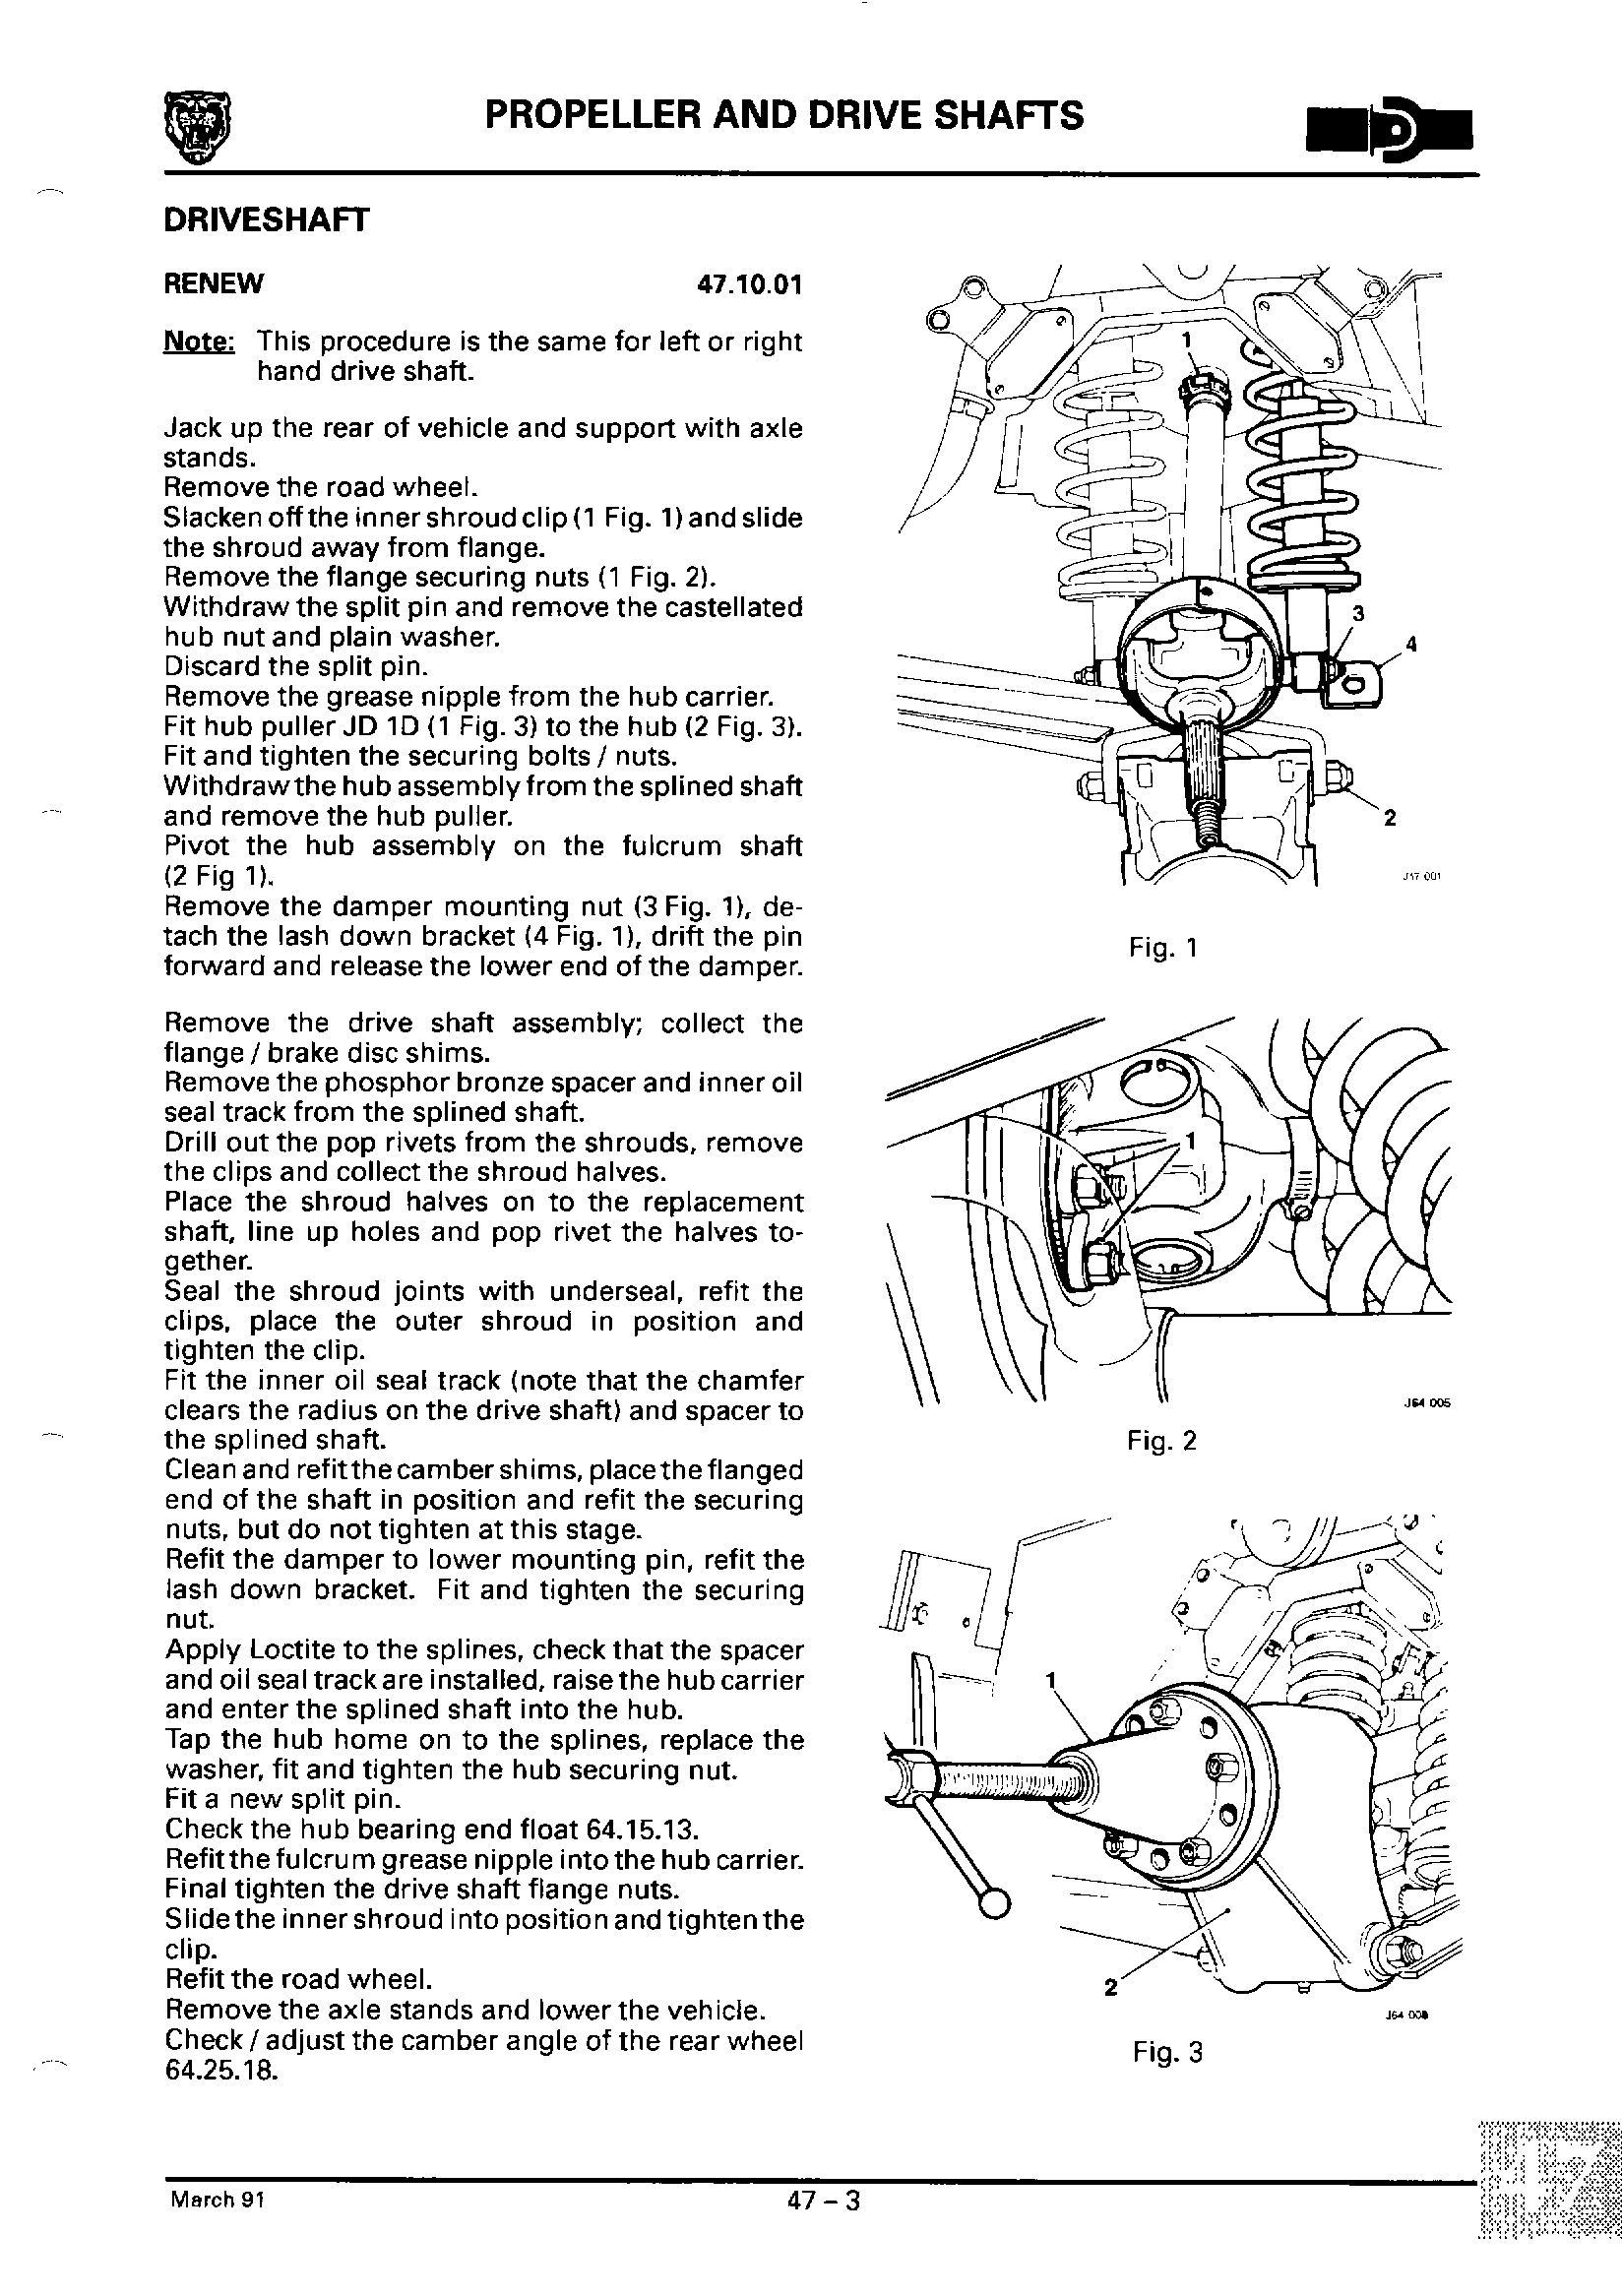 PROPELLER AND DRIVE SHAFTS
DRIVESHAFT
RENEW 47.10.01
Note: This procedure is the same for left or right
hand drive shaft.
Jack up the rear of vehicle and support with axle
stands.
Remove the road wheel.
Slacken off the inner shroud clip (1 Fig. 1) and slide
the shroud away from flange.
Remove the flange securing nuts (1 Fig. 2).
Withdraw the split pin and remove the castellated
hub nut and plain washer.
Discard the split pin.
Remove the grease nipple from the hub carrier.
Fit hub puller JD 1D (1 Fig. 3) to the hub (2 Fig. 3).
Fit and tighten the securing bolts / nuts.
Withdraw the hub assembly from the splined shaft
and remove the hub puller.
Pivot the hub assembly on the fulcrum shaft
(2 Fig 1).
Remove the damper mounting nut (3 Fig. 1), de-
tach the lash down bracket (4 Fig. 1), drift the pin
forward and release the lower end of the damper.
Remove the drive shaft assembly; collect the
flange / brake disc shims.
Remove the phosphor bronze spacer and inner oil
seal track from the splined shaft.
Drill out the pop rivets from the shrouds, remove
the clips and collect the shroud halves.
Place the shroud halves on to the replacement
shaft, line up holes and pop rivet the halves to-
gether.
Seal the shroud joints with underseal, refit the
clips, place the outer shroud in position and
tighten the clip.
Fit the inner oil seal track (note that the chamfer
clears the radius on the drive shaft) and spacer to
the splined shaft.
Clean and refit the camber shims, place the flanged
end of the shaft in position and refit the securing
nuts, but do not tighten at this stage.
Refit the damper to lower mounting pin, refit the
lash down bracket. Fit and tighten the securing
nut.
Apply Loctite to the splines, check that the spacer
and oil seal track are installed, raise the hub carrier
and enter the splined shaft into the hub.
Tap the hub home on to the splines, replace the
washer, fit and tighten the hub securing nut.
Fit a new split pin.
Check the hub bearing end float 64.15.13.
Refit the fulcrum grease nipple into the hub carrier.
Final tighten the drive shaft flange nuts.
Slide the inner shroud into position and tighten the
clip.
Refit the road wheel.
Remove the axle stands and lower the vehicle.
Check / adjust the camber angle of the rear wheel
64.25.18.
1
3
4
2
J17 001
Fig. 1
1
J64 005
Fig. 2
1
2
J64 008
Fig. 3
March 91
47 – 3
47